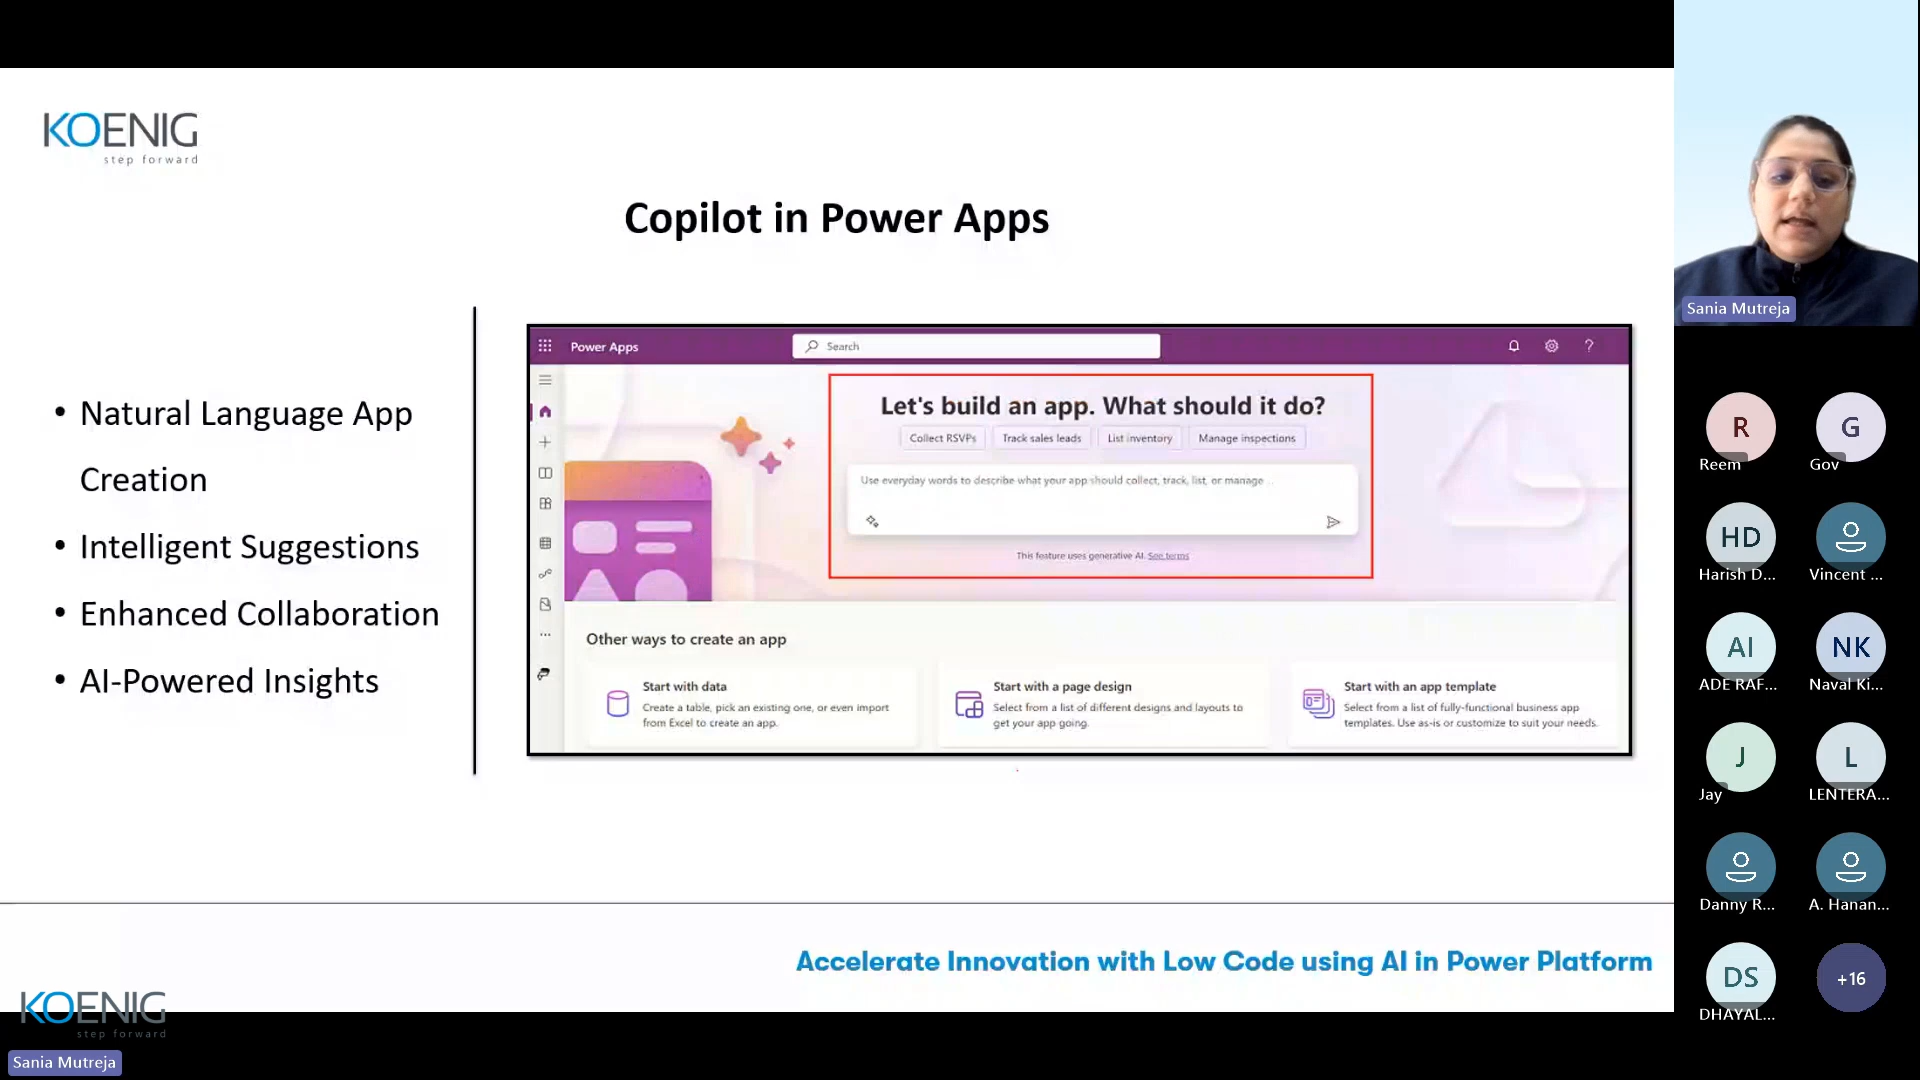 KOENIG
step forward
Copilot in Power Apps
• Natural Language App
Creation
• Intelligent Suggestions
• Enhanced Collaboration
• AI-Powered Insights
Power Apps
Search
Let's build an app. What should it do?
Collect RSVPs
Track sales leads
List inventory
Manage inspections
Use everyday words to describe what your app should collect, track, list, or manage ...
This feature uses generative AI. See terms
Other ways to create an app
Start with data
Create a table, pick an existing one, or even import
from Excel to create an app.
Start with a page design
Select from a list of different designs and layouts to
get your app going.
Start with an app template
Select from a list of fully-functional business app
templates. Use as-is or customize to suit your needs.
Accelerate Innovation with Low Code using AI in Power Platform
KOENIG
step forward
Sania Mutreja
Sania Mutreja
R
Reem
G
Gov
HD
Harish D...
Vincent ...
AI
ADE RAF...
NK
Naval Ki...
J
Jay
L
LENTERA...
Danny R...
A. Hanan...
DS
DHAYAL...
+16